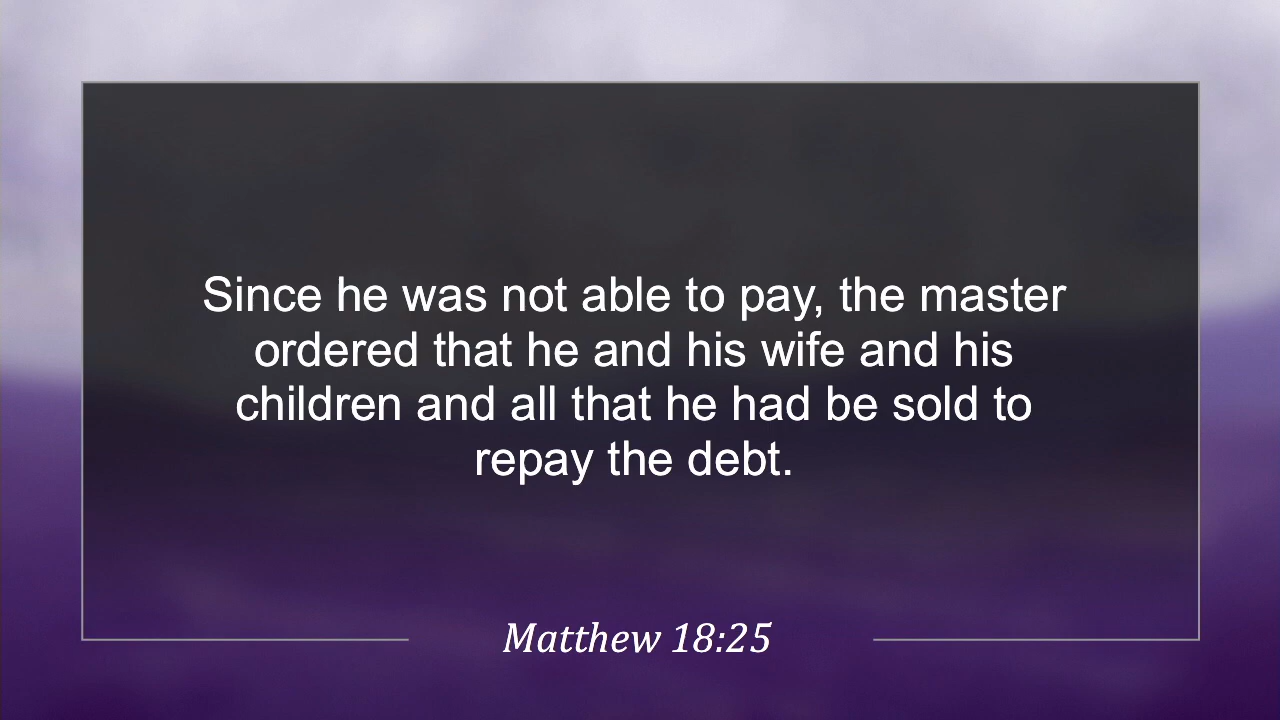 Since he was not able to pay, the master
ordered that he and his wife and his
children and all that he had be sold to
repay the debt.
Matthew 18:25